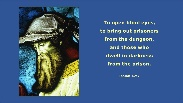 To open blind eyes,
to bring out prisoners
from the dungeon,
and those who
dwell in darkness
from the prison.